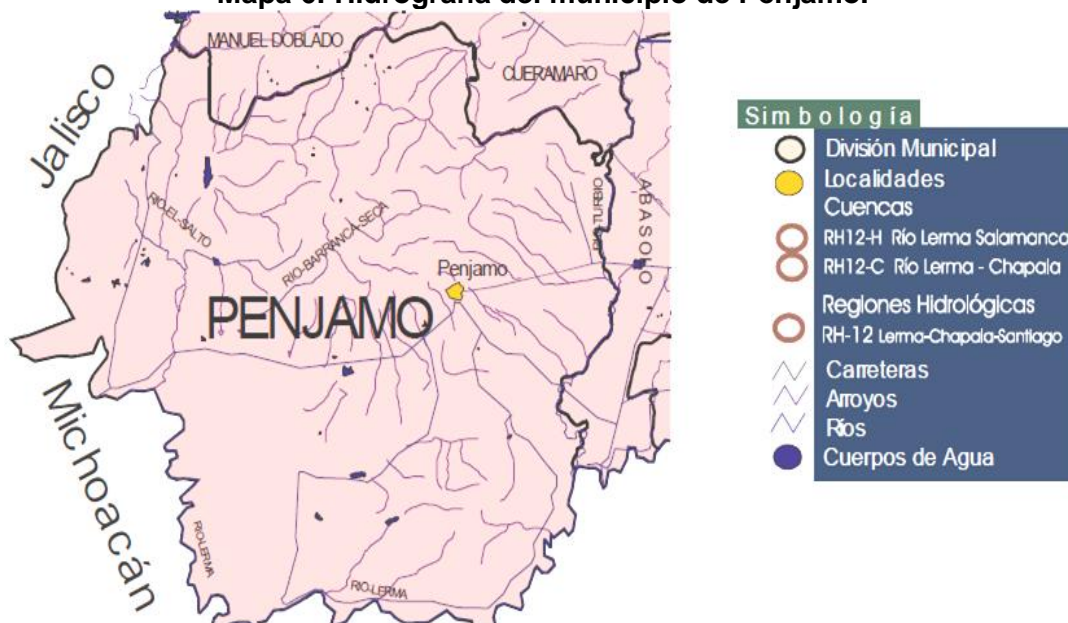 Mapa 6. Hidrografía del municipio de Pénjamo.
MANUEL DOBLADO
CUERAMARO
Jalisco
RIO-EL-SALTO
RIO-BARRANCA-SECA
RIO-TURBIO
ABASOLO
Penjamo
PENJAMO
Michoacán
RIO-LERMA
RIO-LERMA
Simbología
División Municipal
Localidades
Cuencas
RH12-H Río Lerma Salamanca
RH12-C Río Lerma - Chapala
Regiones Hidrológicas
RH-12 Lerma-Chapala-Santiago
Carreteras
Arroyos
Ríos
Cuerpos de Agua